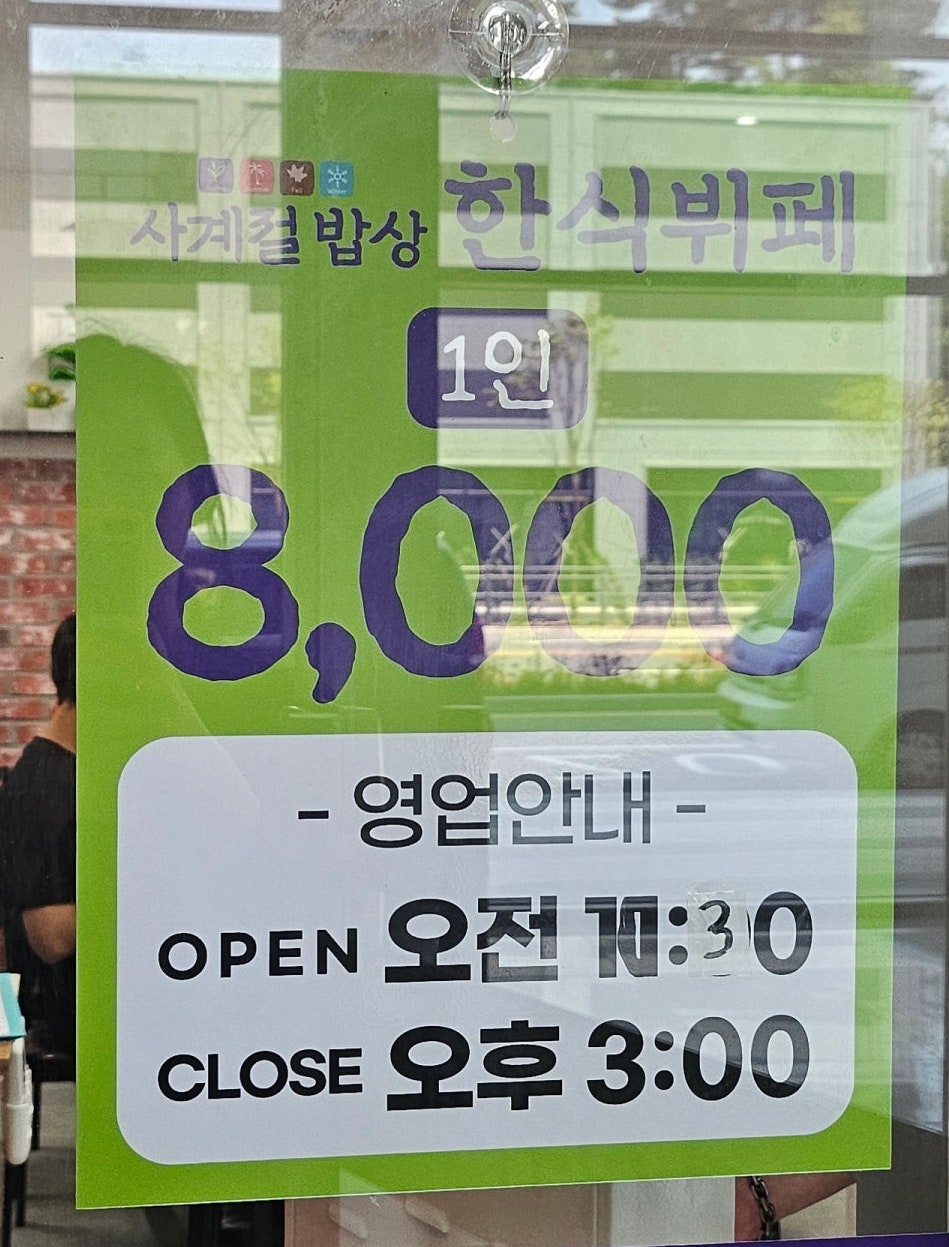 사계절 밥상 한식뷔페
1인
8,000
- 영업안내 -
OPEN 오전 10:30
CLOSE 오후 3:00